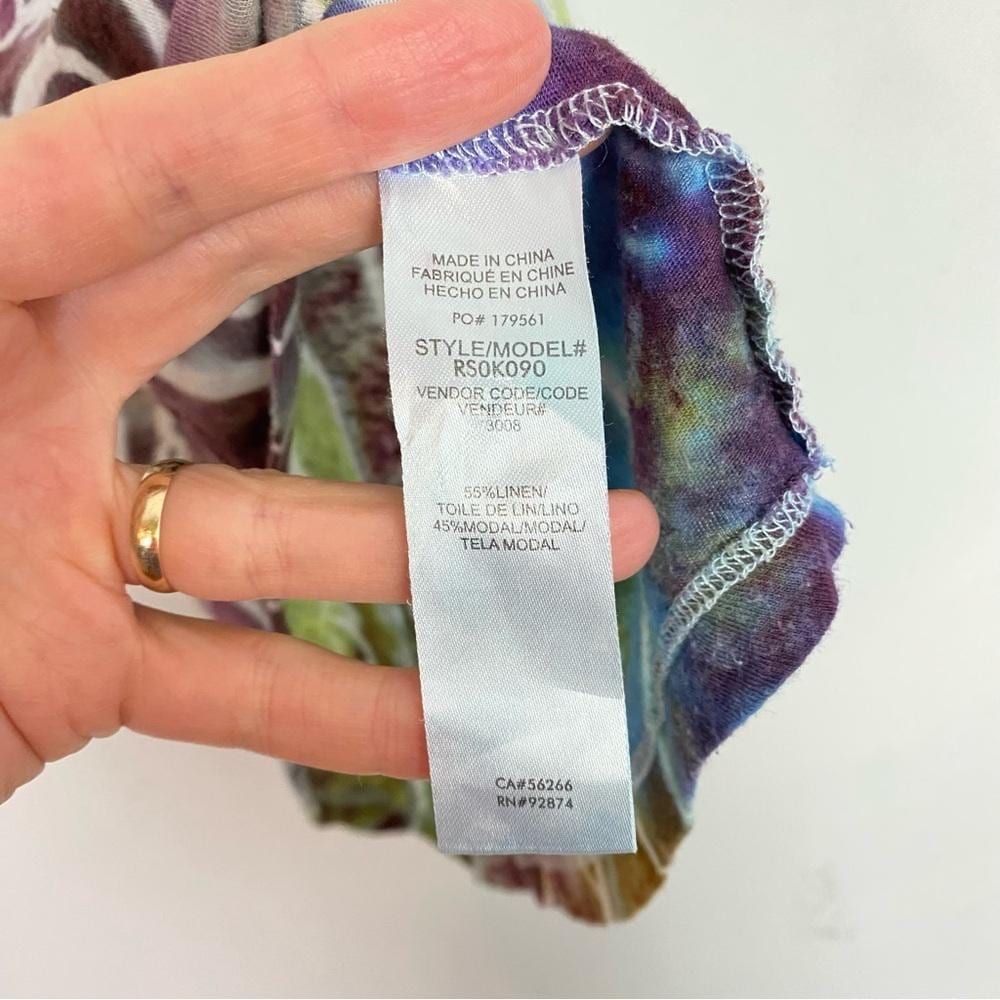 MADE IN CHINA
FABRIQUÉ EN CHINE
HECHO EN CHINA
PO# 179561
STYLE/MODEL#
RS0K090
VENDOR CODE/CODE
VENDEUR#
3008
55%LINEN/
TOILE DE LIN/LINO
45%MODAL/MODAL/
TELA MODAL
CA#56266
RN#92874